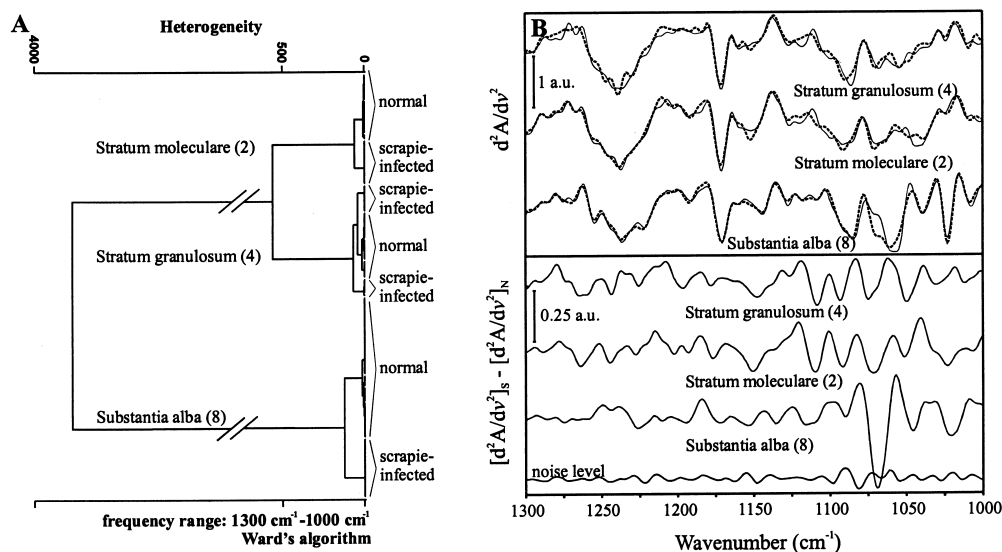 A
Heterogeneity
4000
500
0
normal
Stratum moleculare (2)
scrapie-
infected
scrapie-
infected
normal
Stratum granulosum (4)
scrapie-
infected
normal
Substantia alba (8)
scrapie-
infected
frequency range: 1300 cm⁻¹-1000 cm⁻¹
Ward's algorithm
B
d²A/dν²
1 a.u.
Stratum granulosum (4)
Stratum moleculare (2)
Substantia alba (8)
[d²A/dν²]S - [d²A/dν²]N
0.25 a.u.
Stratum granulosum (4)
Stratum moleculare (2)
Substantia alba (8)
noise level
1300 1250 1200 1150 1100 1050 1000
Wavenumber (cm⁻¹)